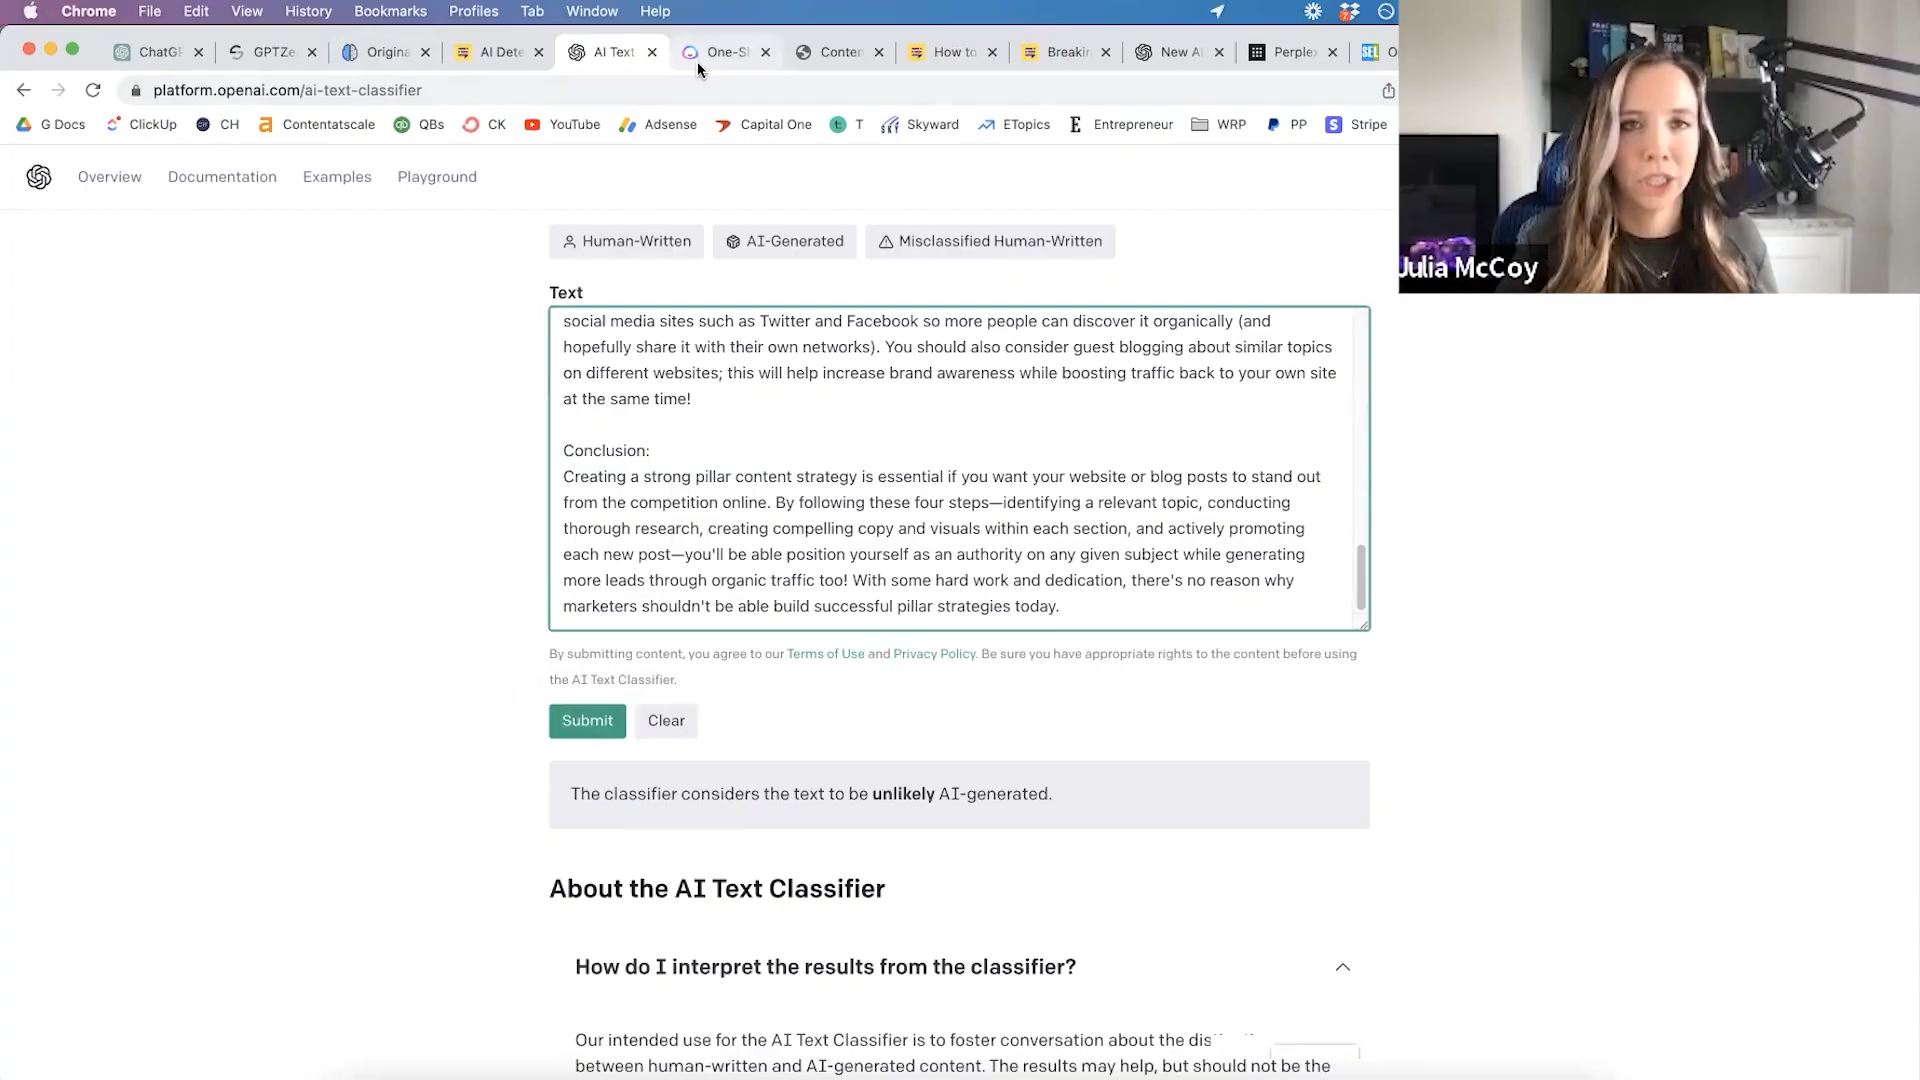 Chrome File Edit View History Bookmarks Profiles Tab Window Help
ChatGP GPTZe Origina AI Dete AI Text One-Sh Conten How to Breakin New AI Perplex SEL
platform.openai.com/ai-text-classifier
G Docs ClickUp CH Contentatscale QBs CK YouTube Adsense Capital One T Skyward ETopics Entrepreneur WRP PP Stripe
Overview Documentation Examples Playground
Julia McCoy
Human-Written AI-Generated Misclassified Human-Written
Text
social media sites such as Twitter and Facebook so more people can discover it organically (and
hopefully share it with their own networks). You should also consider guest blogging about similar topics
on different websites; this will help increase brand awareness while boosting traffic back to your own site
at the same time!
Conclusion:
Creating a strong pillar content strategy is essential if you want your website or blog posts to stand out
from the competition online. By following these four steps—identifying a relevant topic, conducting
thorough research, creating compelling copy and visuals within each section, and actively promoting
each new post—you'll be able position yourself as an authority on any given subject while generating
more leads through organic traffic too! With some hard work and dedication, there's no reason why
marketers shouldn't be able build successful pillar strategies today.
By submitting content, you agree to our Terms of Use and Privacy Policy. Be sure you have appropriate rights to the content before using
the AI Text Classifier.
Submit Clear
The classifier considers the text to be unlikely AI-generated.
About the AI Text Classifier
How do I interpret the results from the classifier?
Our intended use for the AI Text Classifier is to foster conversation about the
between human-written and AI-generated content. The results may help, but should not be the